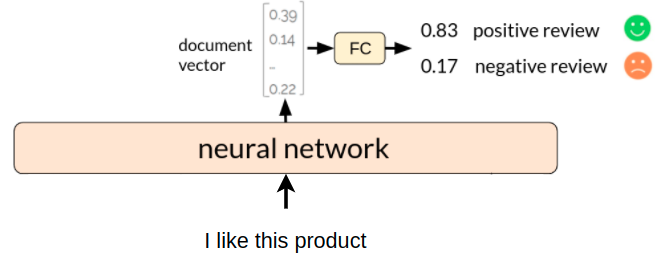 0.39
0.14
..
0.22
document
vector
FC
0.83 positive review
0.17 negative review
neural network
I like this product